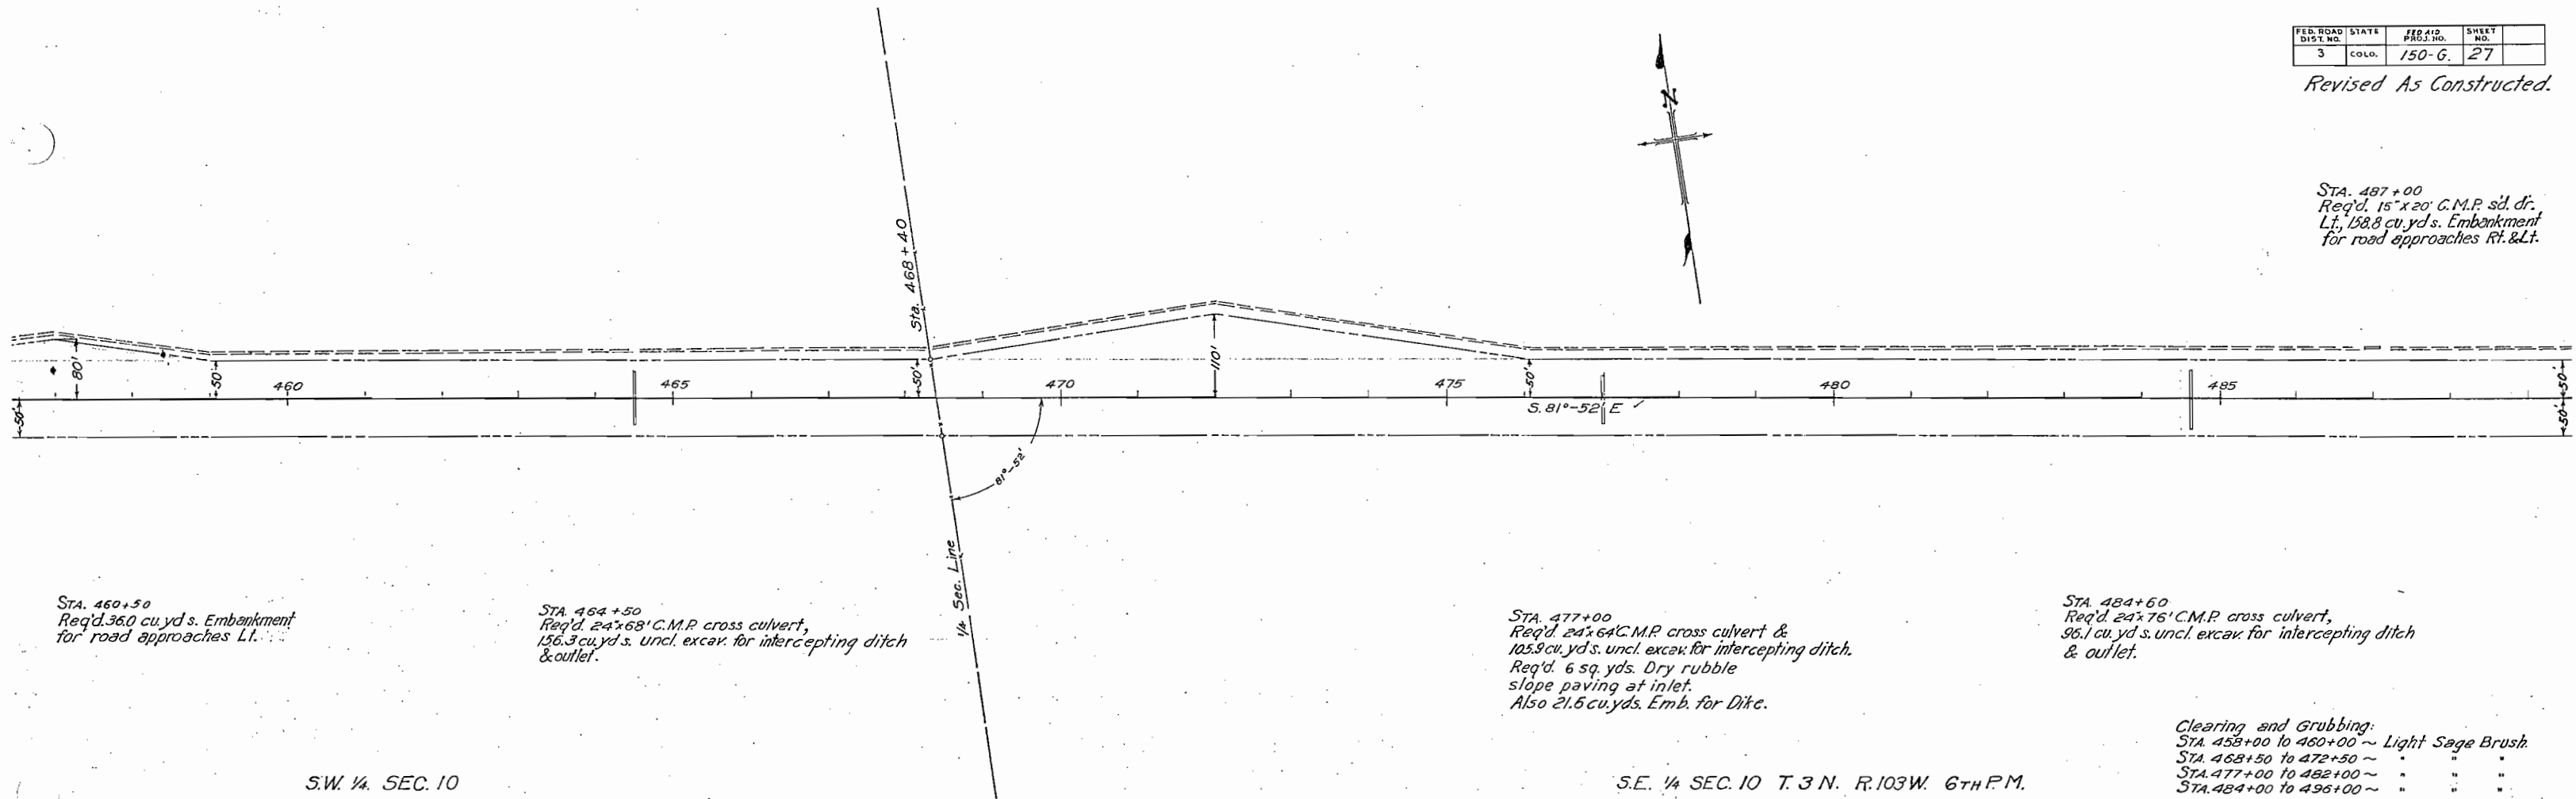 FED. ROAD DIST. NO. STATE FED AID PROJ. NO. SHEET NO.
3 COLO. 150-G. 27
Revised As Constructed.
N
STA. 487+00
Req'd. 15"x20' C.M.P. sd. dr.
Lt., 158.8 cu. yds. Embankment
for road approaches Rt. & Lt.
Sta. 468+40
80'
50'
50'
110'
50'
50'
50'
50'
460
465
470
475
480
485
S. 81°-52' E
81°-52'
1/4 Sec. Line
STA. 460+50
Req'd. 36.0 cu. yds. Embankment
for road approaches Lt.
STA. 464+50
Req'd. 24"x68' C.M.P. cross culvert,
156.3 cu. yds. uncl. excav. for intercepting ditch
& outlet.
STA. 477+00
Req'd. 24"x64' C.M.P. cross culvert &
105.9 cu. yds. uncl. excav. for intercepting ditch.
Req'd. 6 sq. yds. Dry rubble
slope paving at inlet.
Also 21.6 cu. yds. Emb. for Dike.
STA. 484+60
Req'd. 24"x76' C.M.P. cross culvert,
96.1 cu. yds. uncl. excav. for intercepting ditch
& outlet.
Clearing and Grubbing:
STA. 458+00 to 460+00 ~ Light Sage Brush.
STA. 468+50 to 472+50 ~ " " "
STA. 477+00 to 482+00 ~ " " "
STA. 484+00 to 496+00 ~ " " "
S.W. 1/4. SEC. 10
S.E. 1/4 SEC. 10 T. 3 N. R. 103 W. 6TH P.M.